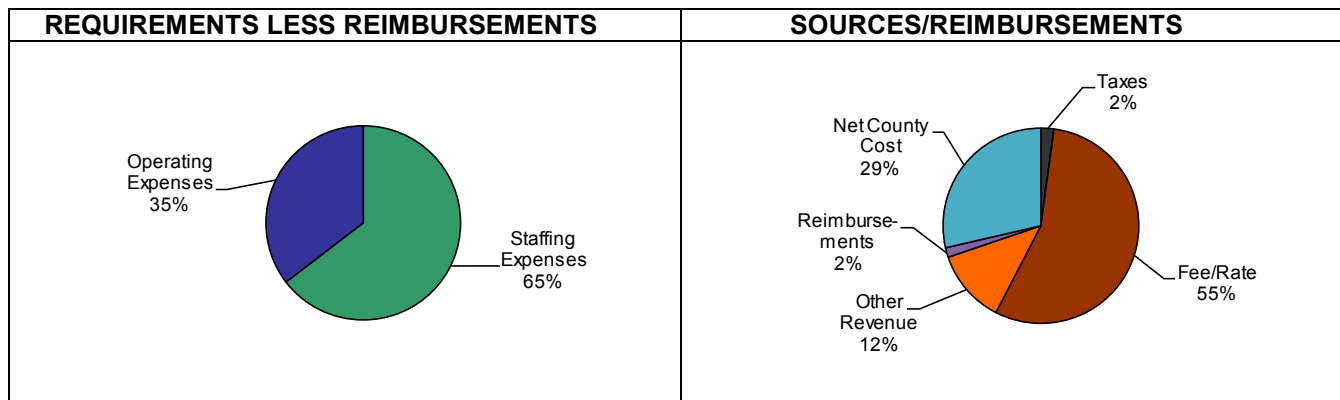 REQUIREMENTS LESS REIMBURSEMENTS
Operating
Expenses
35%
Staffing
Expenses
65%
SOURCES/REIMBURSEMENTS
Taxes
2%
Net County
Cost
29%
Reimburse-
ments
2%
Other
Revenue
12%
Fee/Rate
55%